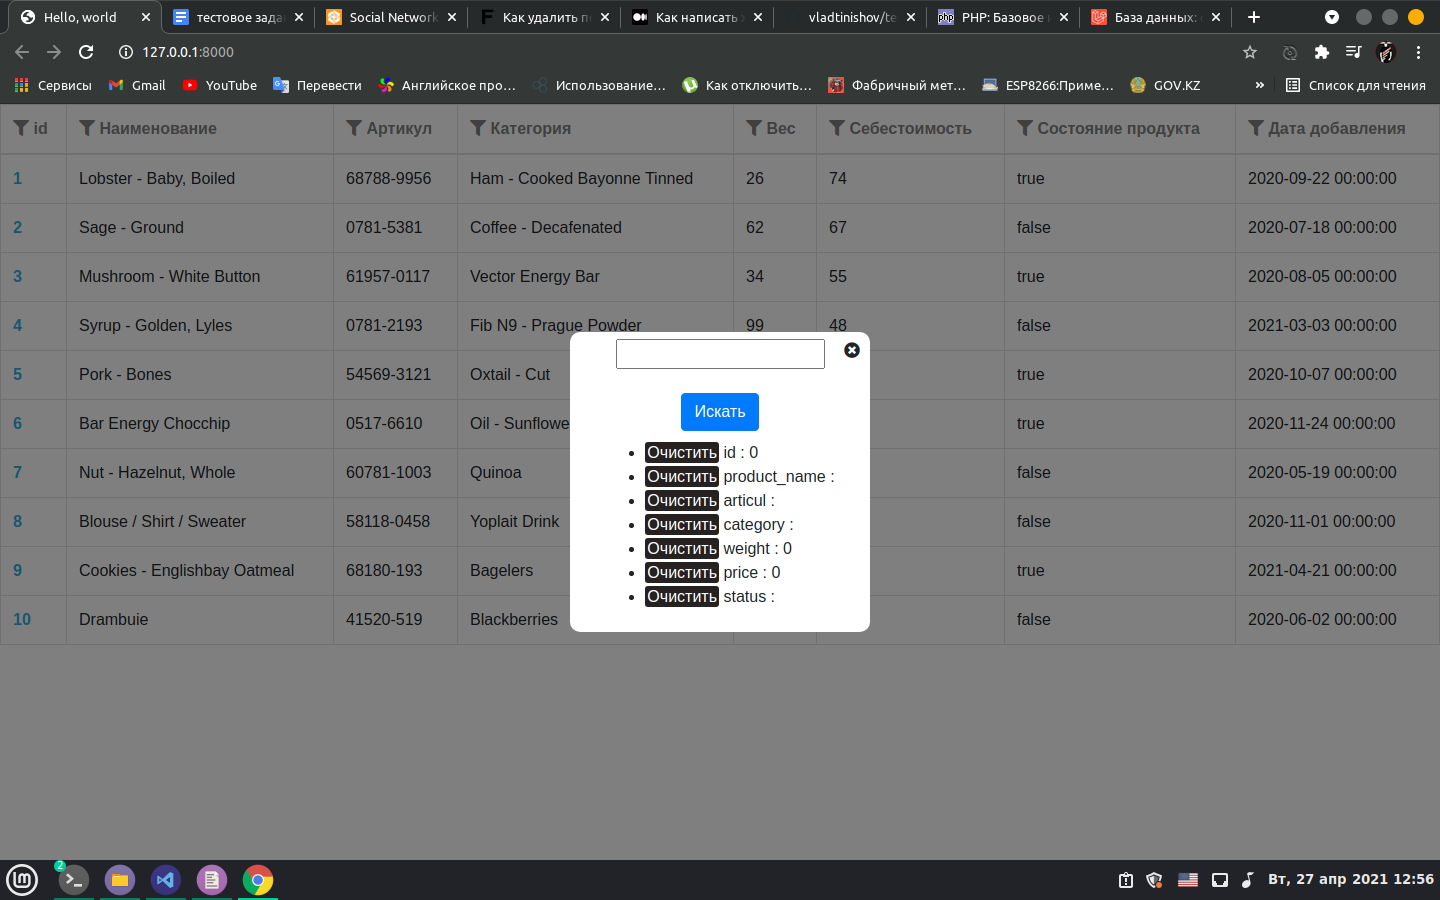 Hello, world тестовое зада Social Network Как удалить п Как написать vladtinishov/te PHP: Базовое База данных:
127.0.0.1:8000
Сервисы Gmail YouTube Перевести Английское про… Использование… Как отключить… Фабричный мет… ESP8266:Приме… GOV.KZ » Список для чтения
id Наименование Артикул Категория Вес Себестоимость Состояние продукта Дата добавления
1 Lobster - Baby, Boiled 68788-9956 Ham - Cooked Bayonne Tinned 26 74 true 2020-09-22 00:00:00
2 Sage - Ground 0781-5381 Coffee - Decafenated 62 67 false 2020-07-18 00:00:00
3 Mushroom - White Button 61957-0117 Vector Energy Bar 34 55 true 2020-08-05 00:00:00
4 Syrup - Golden, Lyles 0781-2193 Fib N9 - Prague Powder 99 48 false 2021-03-03 00:00:00
5 Pork - Bones 54569-3121 Oxtail - Cut true 2020-10-07 00:00:00
6 Bar Energy Chocchip 0517-6610 Oil - Sunflowe true 2020-11-24 00:00:00
7 Nut - Hazelnut, Whole 60781-1003 Quinoa false 2020-05-19 00:00:00
8 Blouse / Shirt / Sweater 58118-0458 Yoplait Drink false 2020-11-01 00:00:00
9 Cookies - Englishbay Oatmeal 68180-193 Bagelers true 2021-04-21 00:00:00
10 Drambuie 41520-519 Blackberries false 2020-06-02 00:00:00
Искать
Очистить id : 0
Очистить product_name :
Очистить articul :
Очистить category :
Очистить weight : 0
Очистить price : 0
Очистить status :
2
Вт, 27 апр 2021 12:56